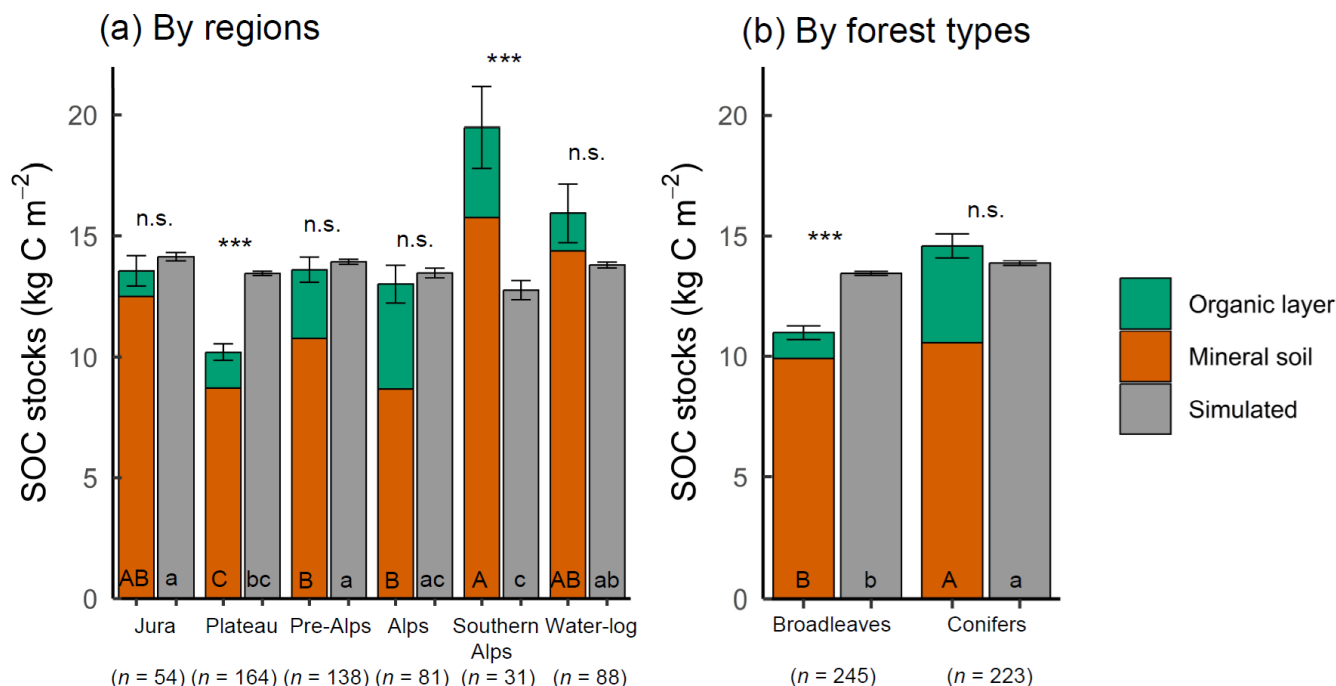 (a) By regions
(b) By forest types
SOC stocks (kg C m⁻²)
20
15
10
5
0
n.s.
***
n.s.
n.s.
***
n.s.
AB a C bc B a B ac A c AB ab
Jura Plateau Pre-Alps Alps Southern Alps Water-log
(n = 54) (n = 164) (n = 138) (n = 81) (n = 31) (n = 88)
SOC stocks (kg C m⁻²)
20
15
10
5
0
***
n.s.
B b A a
Broadleaves Conifers
(n = 245) (n = 223)
Organic layer
Mineral soil
Simulated